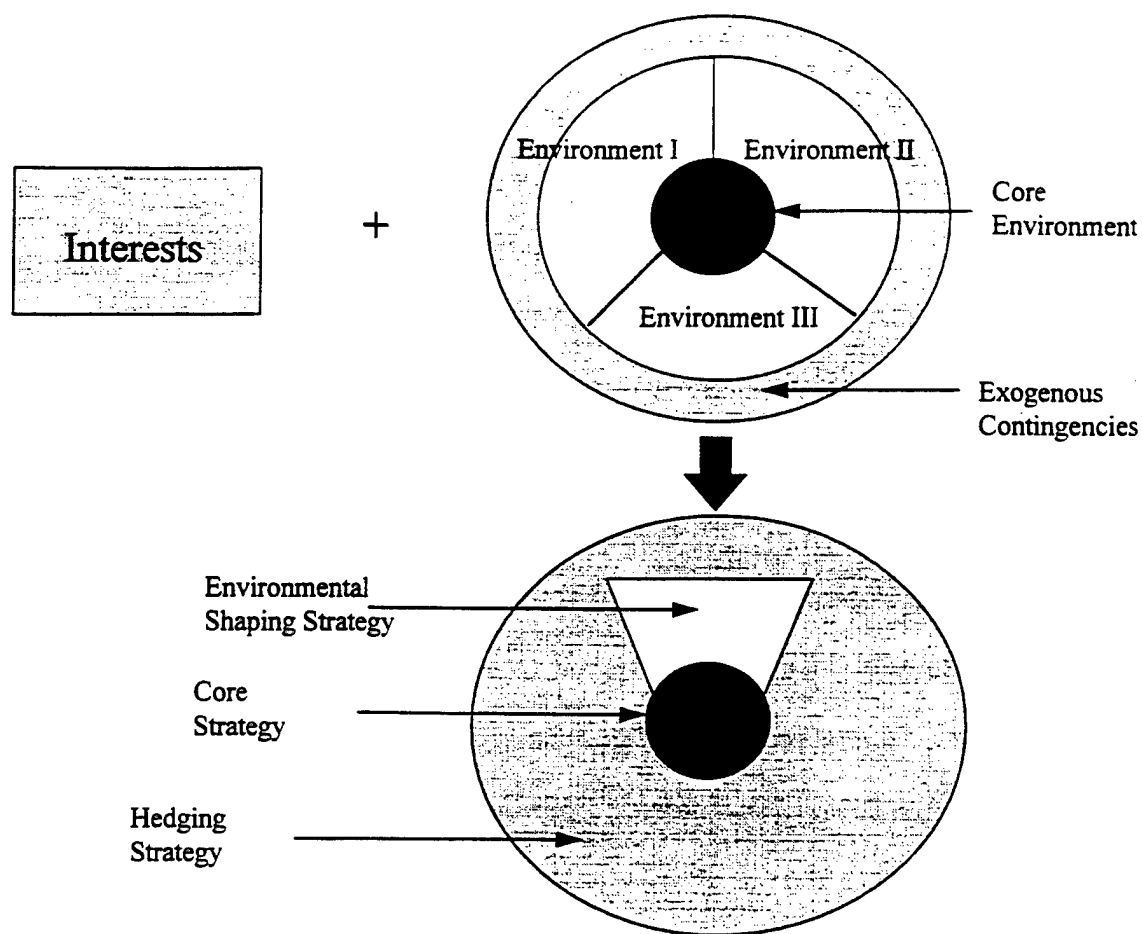 Environment I
Environment II
Interests
+
Core
Environment
Environment III
Exogenous
Contingencies
Environmental
Shaping Strategy
Core
Strategy
Hedging
Strategy